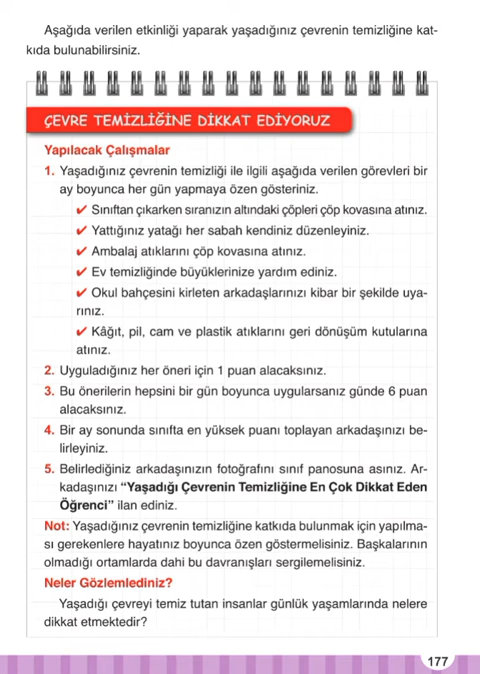 Aşağıda verilen etkinliği yaparak yaşadığınız çevrenin temizliğine kat-
kıda bulunabilirsiniz.
ÇEVRE TEMİZLİĞİNE DİKKAT EDİYORUZ
Yapılacak Çalışmalar
1. Yaşadığınız çevrenin temizliği ile ilgili aşağıda verilen görevleri bir
ay boyunca her gün yapmaya özen gösteriniz.
✔ Sınıftan çıkarken sıranızın altındaki çöpleri çöp kovasına atınız.
✔ Yattığınız yatağı her sabah kendiniz düzenleyiniz.
✔ Ambalaj atıklarını çöp kovasına atınız.
✔ Ev temizliğinde büyüklerinize yardım ediniz.
✔ Okul bahçesini kirleten arkadaşlarınızı kibar bir şekilde uya-
rınız.
✔ Kâğıt, pil, cam ve plastik atıklarını geri dönüşüm kutularına
atınız.
2. Uyguladığınız her öneri için 1 puan alacaksınız.
3. Bu önerilerin hepsini bir gün boyunca uygularsanız günde 6 puan
alacaksınız.
4. Bir ay sonunda sınıfta en yüksek puanı toplayan arkadaşınızı be-
lirleyiniz.
5. Belirlediğiniz arkadaşınızın fotoğrafını sınıf panosuna asınız. Ar-
kadaşınızı “Yaşadığı Çevrenin Temizliğine En Çok Dikkat Eden
Öğrenci” ilan ediniz.
Not: Yaşadığınız çevrenin temizliğine katkıda bulunmak için yapılma-
sı gerekenlere hayatınız boyunca özen göstermelisiniz. Başkalarının
olmadığı ortamlarda dahi bu davranışları sergilemelisiniz.
Neler Gözlemlediniz?
Yaşadığı çevreyi temiz tutan insanlar günlük yaşamlarında nelere
dikkat etmektedir?
177